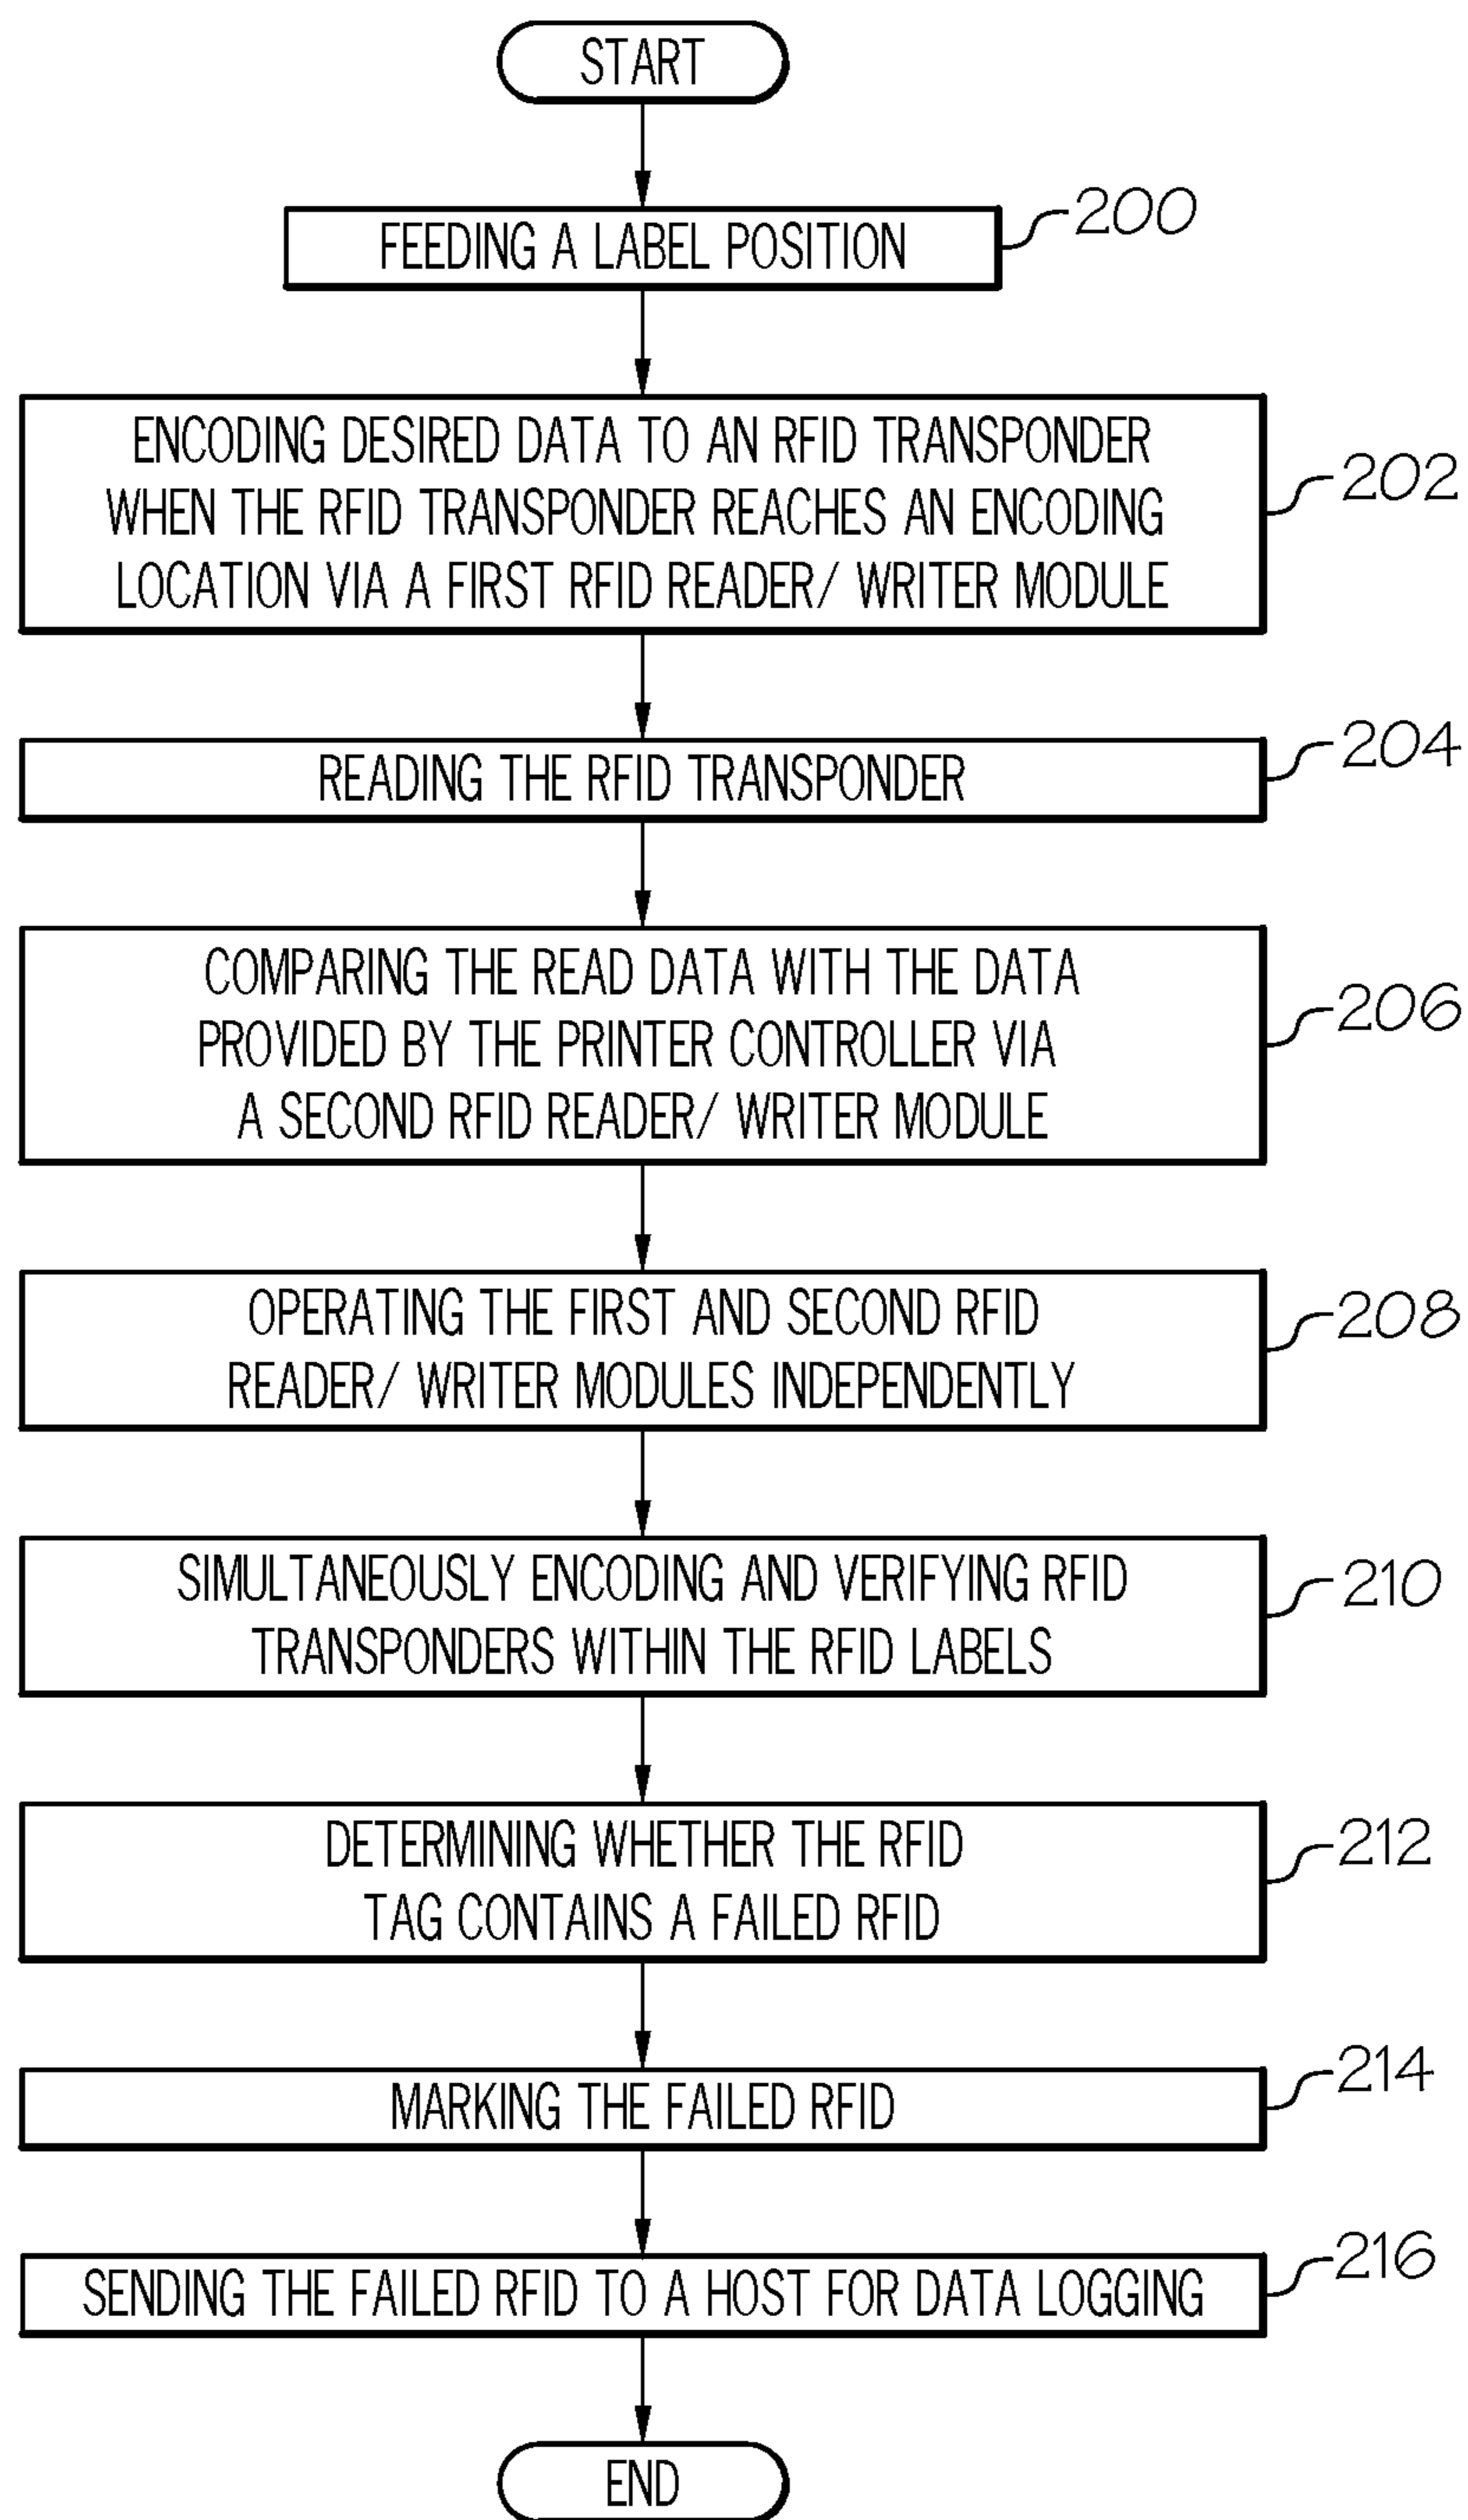 START
FEEDING A LABEL POSITION
200
ENCODING DESIRED DATA TO AN RFID TRANSPONDER
WHEN THE RFID TRANSPONDER REACHES AN ENCODING
LOCATION VIA A FIRST RFID READER/ WRITER MODULE
202
READING THE RFID TRANSPONDER
204
COMPARING THE READ DATA WITH THE DATA
PROVIDED BY THE PRINTER CONTROLLER VIA
A SECOND RFID READER/ WRITER MODULE
206
OPERATING THE FIRST AND SECOND RFID
READER/ WRITER MODULES INDEPENDENTLY
208
SIMULTANEOUSLY ENCODING AND VERIFYING RFID
TRANSPONDERS WITHIN THE RFID LABELS
210
DETERMINING WHETHER THE RFID
TAG CONTAINS A FAILED RFID
212
MARKING THE FAILED RFID
214
SENDING THE FAILED RFID TO A HOST FOR DATA LOGGING
216
END